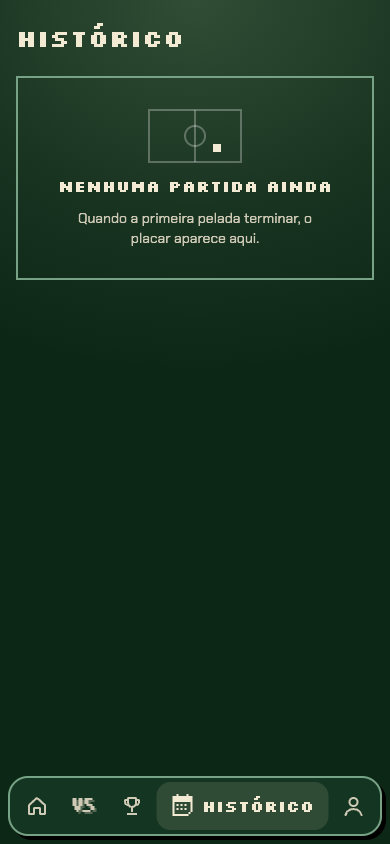 HISTÓRICO
NENHUMA PARTIDA AINDA
Quando a primeira pelada terminar, o
placar aparece aqui.
VS
HISTÓRICO